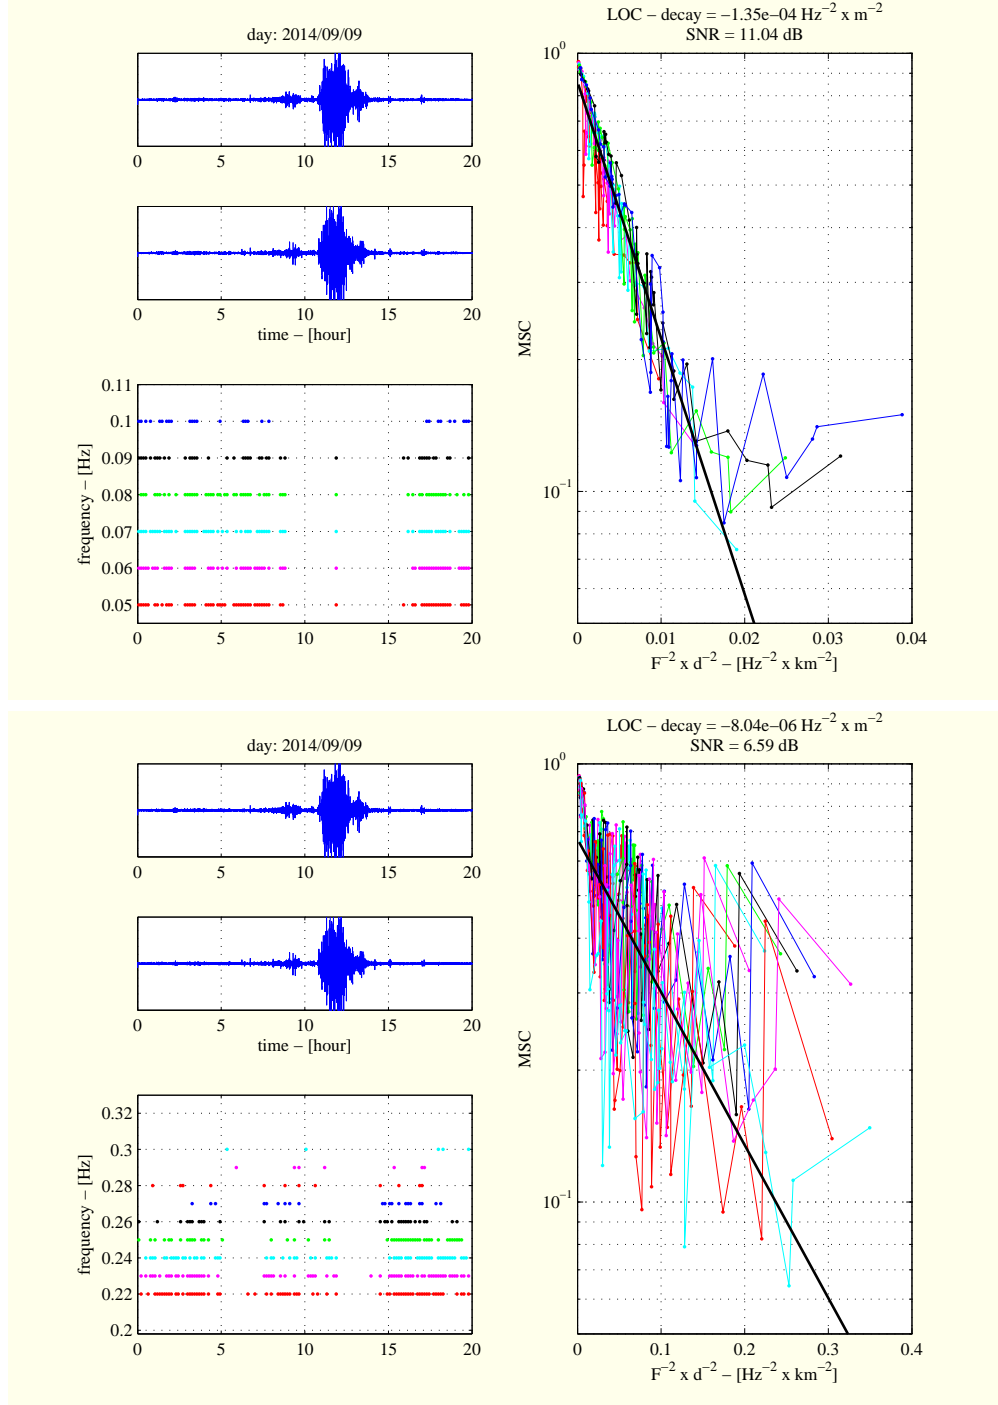 day: 2014/09/09
0 5 10 15 20
0 5 10 15 20
time − [hour]
0.11
0.1
0.09
0.08
0.07
0.06
0.05
frequency − [Hz]
0 5 10 15 20
LOC − decay = −1.35e−04 Hz⁻² x m⁻²
SNR = 11.04 dB
10⁰
10⁻¹
MSC
0 0.01 0.02 0.03 0.04
F⁻² x d⁻² − [Hz⁻² x km⁻²]
day: 2014/09/09
0 5 10 15 20
0 5 10 15 20
time − [hour]
0.32
0.3
0.28
0.26
0.24
0.22
0.2
frequency − [Hz]
0 5 10 15 20
LOC − decay = −8.04e−06 Hz⁻² x m⁻²
SNR = 6.59 dB
10⁰
10⁻¹
MSC
0 0.1 0.2 0.3 0.4
F⁻² x d⁻² − [Hz⁻² x km⁻²]